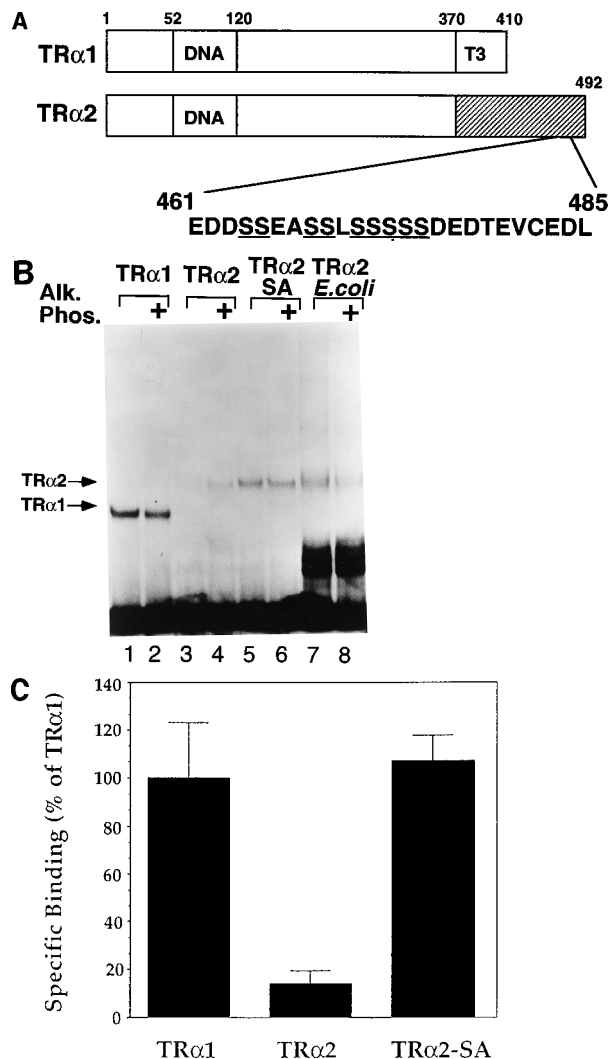 A
1 52 120 370 410
TRα1 DNA T3
492
TRα2 DNA
461 485
EDDSSEASSLSSSSSDEDTEVCEDL
B
TRα1 TRα2 TRα2 TRα2
Alk. SA E.coli
Phos. + + + +
TRα2
TRα1
1 2 3 4 5 6 7 8
C
Specific Binding (% of TRα1)
140
120
100
80
60
40
20
0
TRα1 TRα2 TRα2-SA